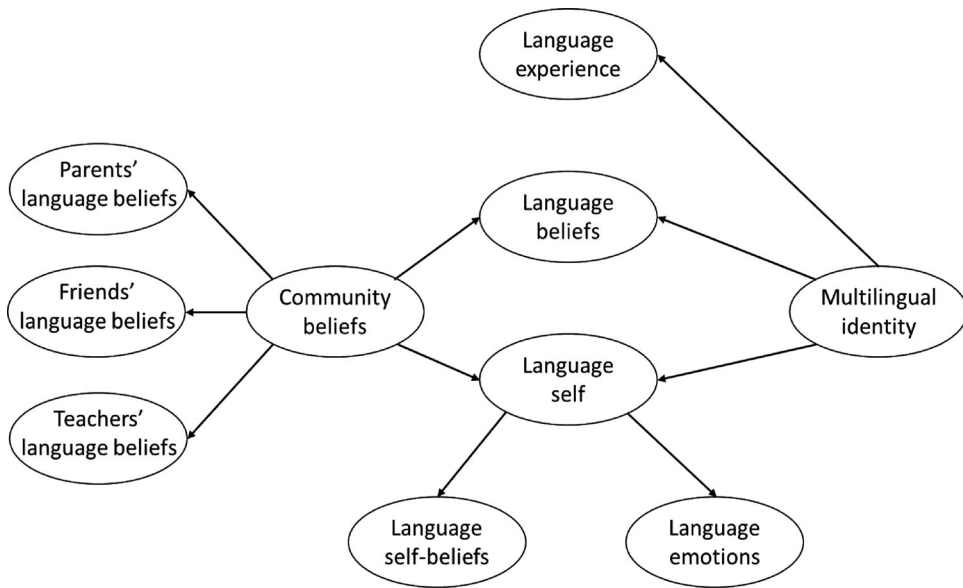 Language
experience
Parents’
language beliefs
Language
beliefs
Friends’
language beliefs
Community
beliefs
Multilingual
identity
Language
self
Teachers’
language beliefs
Language
self-beliefs
Language
emotions